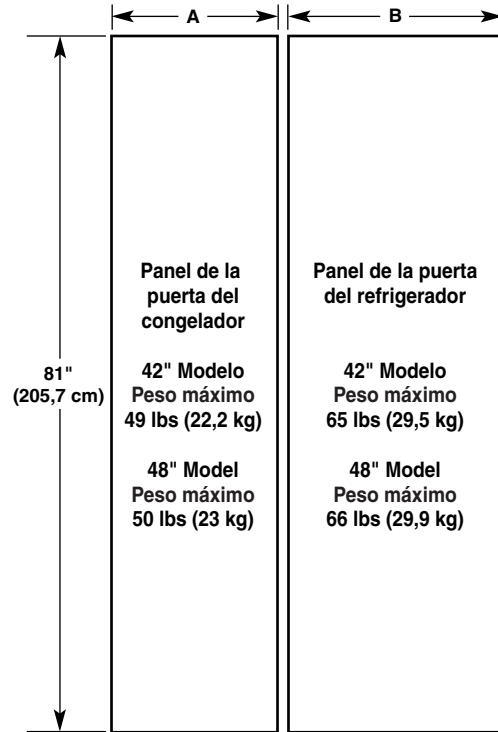 A
B
81"
(205,7 cm)
Panel de la
puerta del
congelador
42" Modelo
Peso máximo
49 lbs (22,2 kg)
48" Model
Peso máximo
50 lbs (23 kg)
Panel de la puerta
del refrigerador
42" Modelo
Peso máximo
65 lbs (29,5 kg)
48" Model
Peso máximo
66 lbs (29,9 kg)